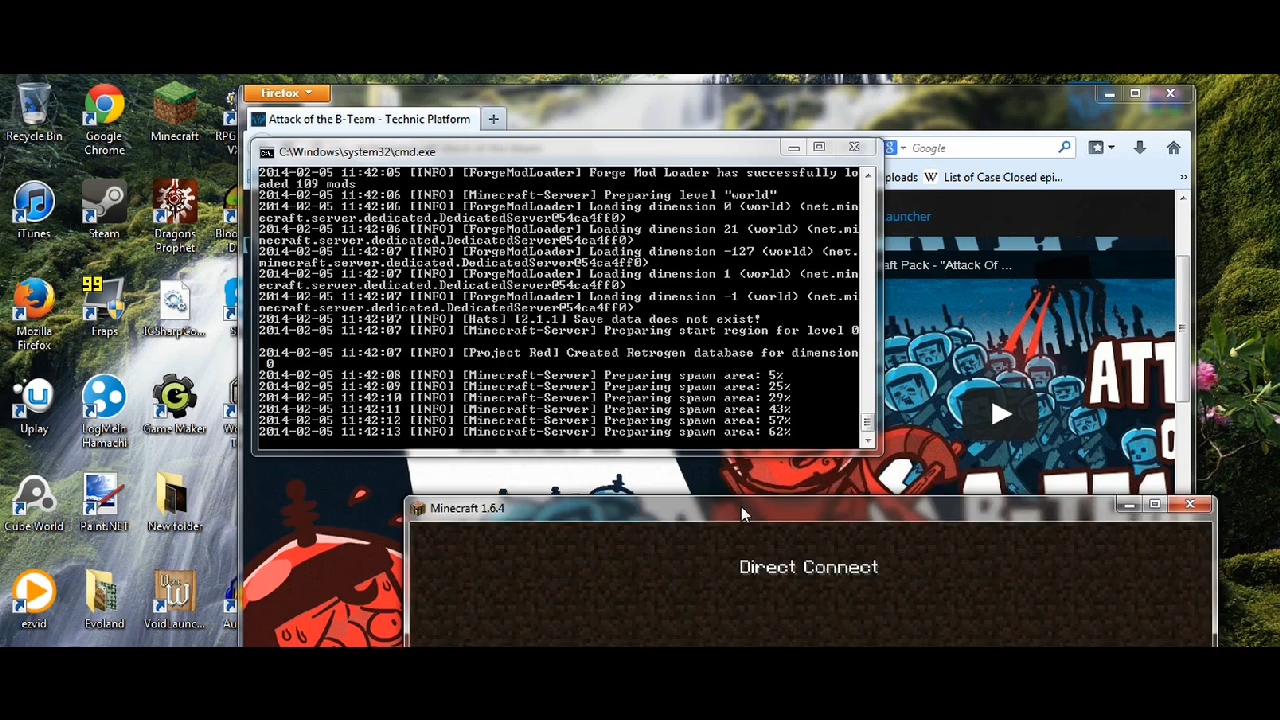 Recycle Bin
Google Chrome
Minecraft
RPG
iTunes
Steam
Dragons Prophet
Mozilla Firefox
99
Fraps
Uplay
LogMeIn Hamachi
Game Maker
Cube World
Paint.NET
New folder
ezvid
Evoland
VoidLaunc...
Firefox
Attack of the B-Team - Technic Platform
Google
ploads
List of Case Closed epi...
auncher
aft Pack - "Attack Of ...
C:\Windows\system32\cmd.exe
2014-02-05 11:42:05 [INFO] [ForgeModLoader] Forge Mod Loader has successfully lo
aded 109 mods
2014-02-05 11:42:06 [INFO] [Minecraft-Server] Preparing level "world"
2014-02-05 11:42:06 [INFO] [ForgeModLoader] Loading dimension 0 (world) (net.min
ecraft.server.dedicated.DedicatedServer@54ca4ff0)
2014-02-05 11:42:06 [INFO] [ForgeModLoader] Loading dimension 21 (world) (net.mi
necraft.server.dedicated.DedicatedServer@54ca4ff0)
2014-02-05 11:42:07 [INFO] [ForgeModLoader] Loading dimension -127 (world) (net.
minecraft.server.dedicated.DedicatedServer@54ca4ff0)
2014-02-05 11:42:07 [INFO] [ForgeModLoader] Loading dimension 1 (world) (net.min
ecraft.server.dedicated.DedicatedServer@54ca4ff0)
2014-02-05 11:42:07 [INFO] [ForgeModLoader] Loading dimension -1 (world) (net.mi
necraft.server.dedicated.DedicatedServer@54ca4ff0)
2014-02-05 11:42:07 [INFO] [Hats] [2.1.1] Save data does not exist!
2014-02-05 11:42:07 [INFO] [Minecraft-Server] Preparing start region for level 0
2014-02-05 11:42:07 [INFO] [Project Red] Created Retrogen database for dimension
0
2014-02-05 11:42:08 [INFO] [Minecraft-Server] Preparing spawn area: 5%
2014-02-05 11:42:09 [INFO] [Minecraft-Server] Preparing spawn area: 25%
2014-02-05 11:42:10 [INFO] [Minecraft-Server] Preparing spawn area: 29%
2014-02-05 11:42:11 [INFO] [Minecraft-Server] Preparing spawn area: 43%
2014-02-05 11:42:12 [INFO] [Minecraft-Server] Preparing spawn area: 57%
2014-02-05 11:42:13 [INFO] [Minecraft-Server] Preparing spawn area: 62%
Minecraft 1.6.4
Direct Connect